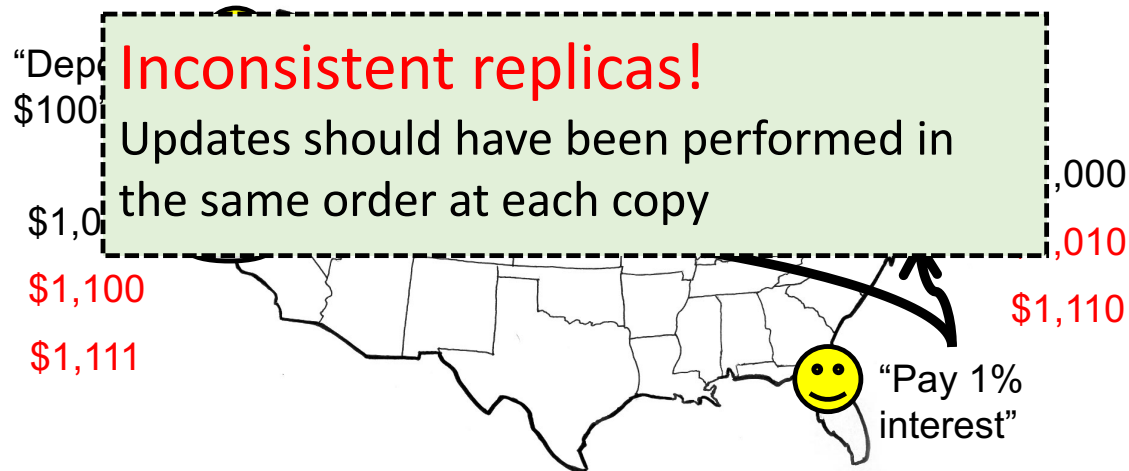 “Dep
$100
Inconsistent replicas!
Updates should have been performed in
the same order at each copy
,000
$1,0
,010
$1,100
$1,110
$1,111
“Pay 1%
interest”